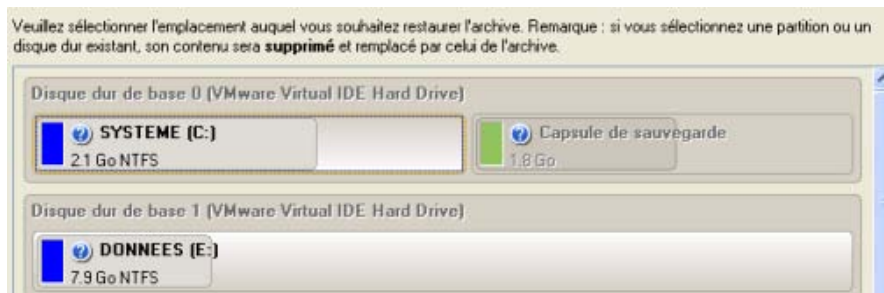 Veuillez sélectionner l'emplacement auquel vous souhaitez restaurer l'archive. Remarque : si vous sélectionnez une partition ou un
disque dur existant, son contenu sera supprimé et remplacé par celui de l'archive.
Disque dur de base 0 (VMware Virtual IDE Hard Drive)
SYSTEME (C:)
2.1 Go NTFS
Capsule de sauvegarde
1.8 Go
Disque dur de base 1 (VMware Virtual IDE Hard Drive)
DONNEES (E:)
7.9 Go NTFS